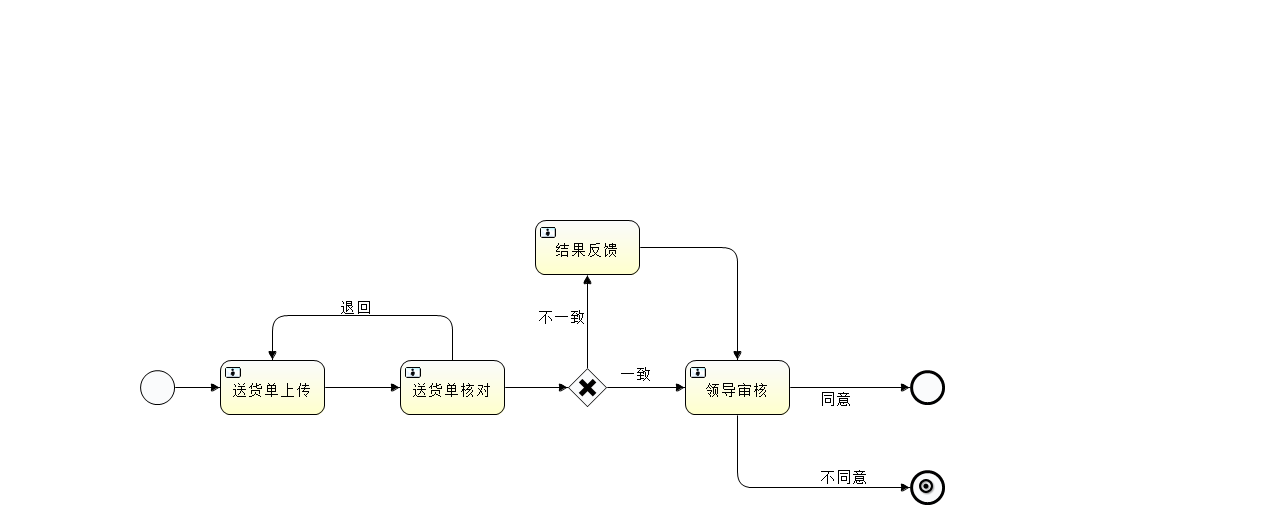 结果反馈
退回
不一致
一致
送货单上传
送货单核对
领导审核
同意
不同意